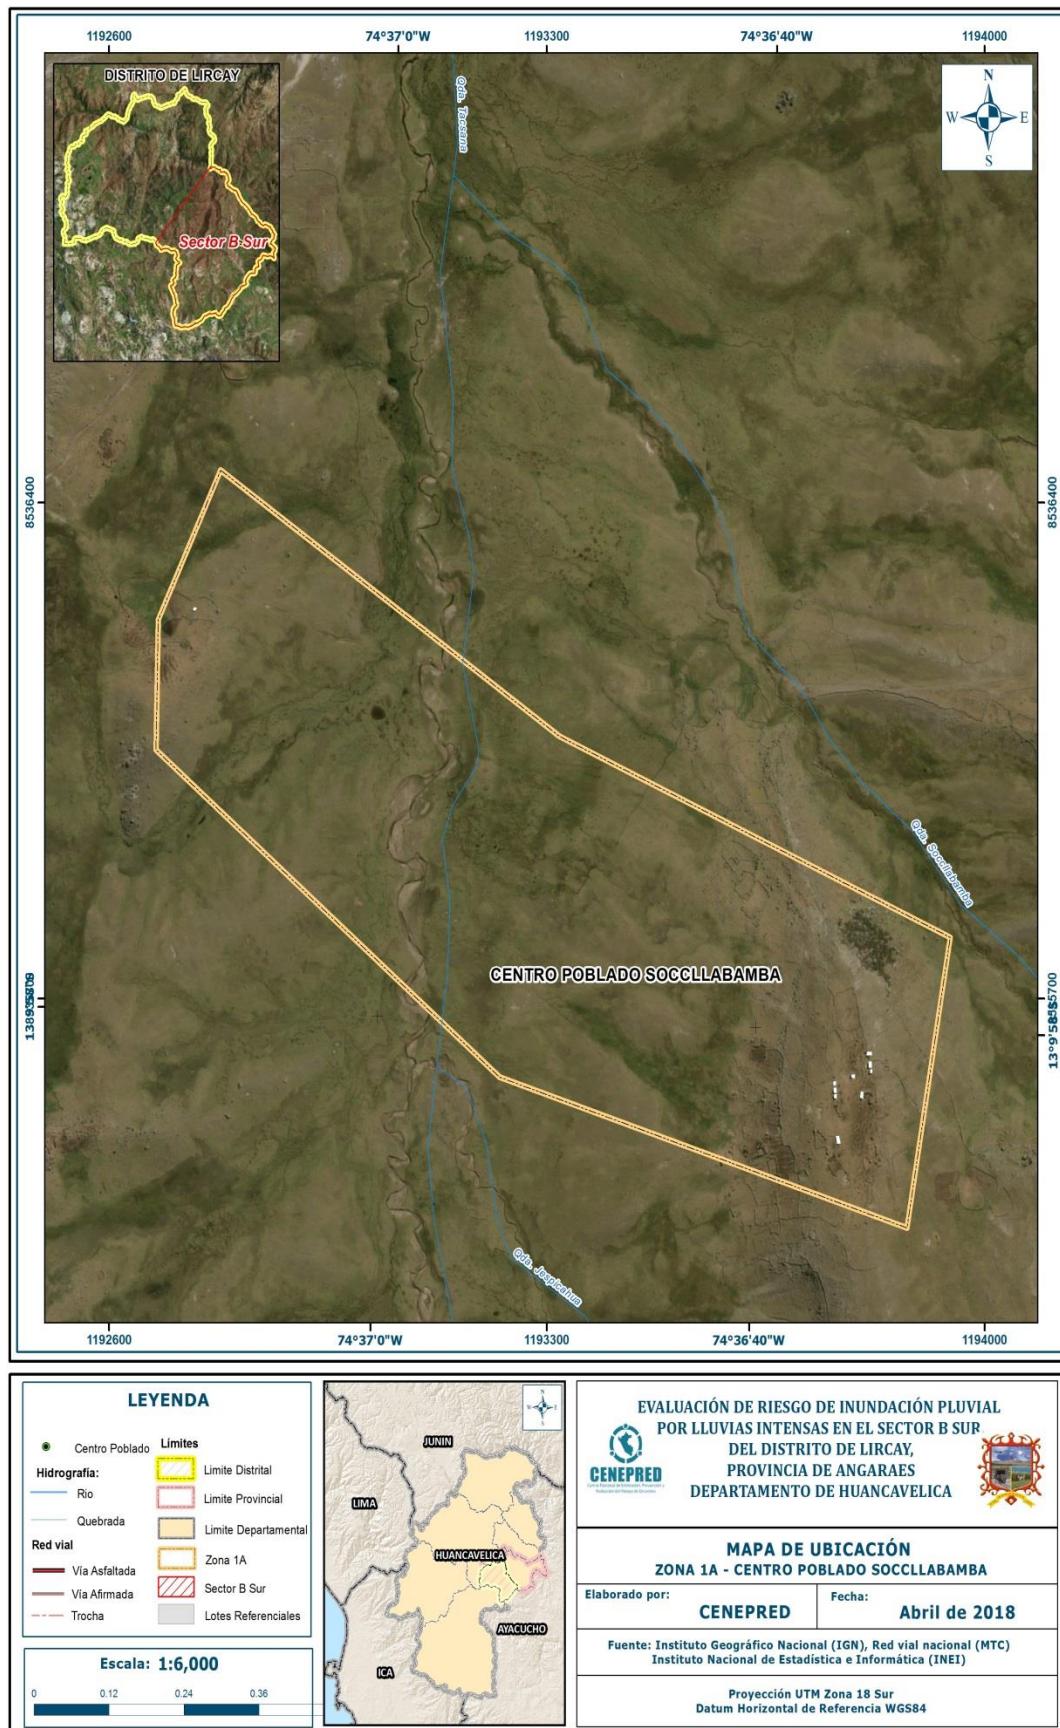 1192600
74°37'0"W
1193300
74°36'40"W
1194000
DISTRITO DE LIRCAY
Sector B Sur
Qda. Tacsana
N
W
E
S
8536400
8536400
Qda. Soccllabamba
CENTRO POBLADO SOCCLLABAMBA
8535700
13°9'58"S
Qda. Jespicahua
1192600
74°37'0"W
1193300
74°36'40"W
1194000
LEYENDA
Centro Poblado
Hidrografía:
Rio
Quebrada
Red vial
Vía Asfaltada
Vía Afirmada
Trocha
Límites
Limite Distrital
Limite Provincial
Limite Departamental
Zona 1A
Sector B Sur
Lotes Referenciales
Escala: 1:6,000
0 0.12 0.24 0.36
JUNIN
LIMA
HUANCAVELICA
AYACUCHO
ICA
EVALUACIÓN DE RIESGO DE INUNDACIÓN PLUVIAL
POR LLUVIAS INTENSAS EN EL SECTOR B SUR
DEL DISTRITO DE LIRCAY,
PROVINCIA DE ANGARAES
DEPARTAMENTO DE HUANCAVELICA
CENEPRED
MAPA DE UBICACIÓN
ZONA 1A - CENTRO POBLADO SOCCLLABAMBA
Elaborado por:
CENEPRED
Fecha:
Abril de 2018
Fuente: Instituto Geográfico Nacional (IGN), Red vial nacional (MTC)
Instituto Nacional de Estadística e Informática (INEI)
Proyección UTM Zona 18 Sur
Datum Horizontal de Referencia WGS84